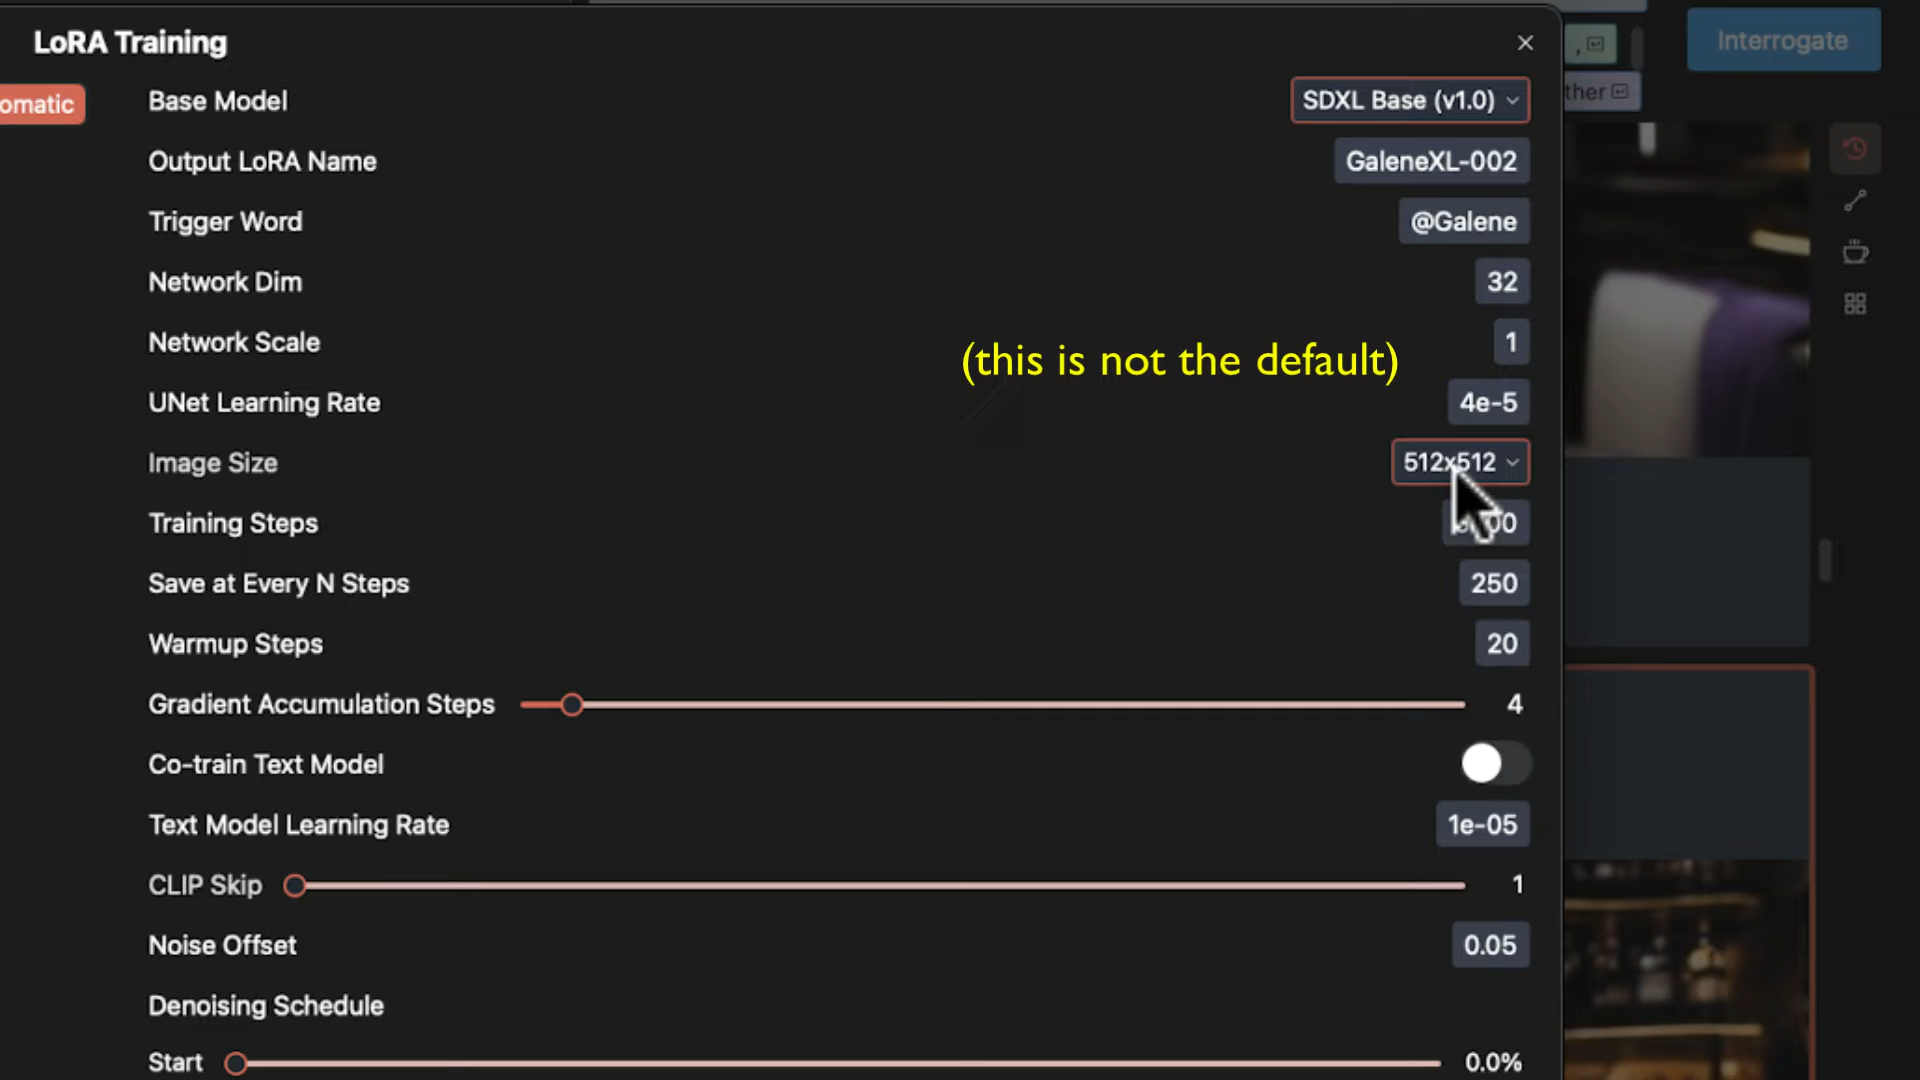 LoRA Training
Interrogate
omatic
Base Model
SDXL Base (v1.0)
ther
Output LoRA Name
GaleneXL-002
Trigger Word
@Galene
Network Dim
32
Network Scale
1
(this is not the default)
UNet Learning Rate
4e-5
Image Size
512x512
Training Steps
Save at Every N Steps
250
Warmup Steps
20
Gradient Accumulation Steps
4
Co-train Text Model
Text Model Learning Rate
1e-05
CLIP Skip
1
Noise Offset
0.05
Denoising Schedule
Start
0.0%